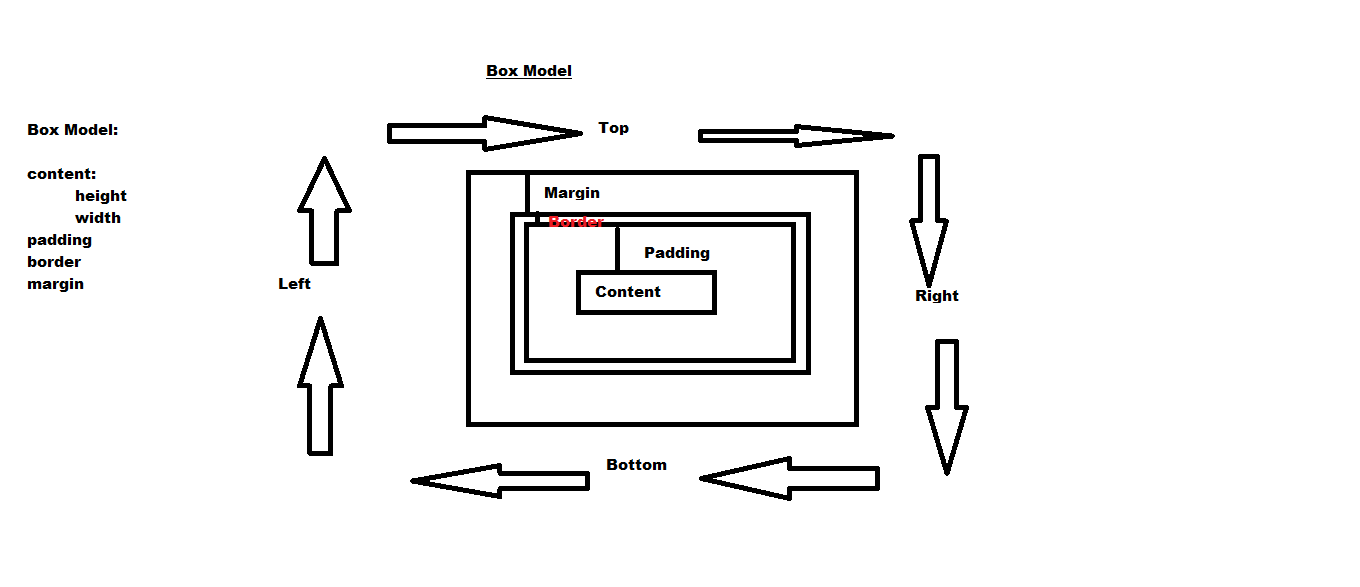 Box Model
Box Model:
content:
height
width
padding
border
margin
Top
Left
Right
Bottom
Margin
Border
Padding
Content